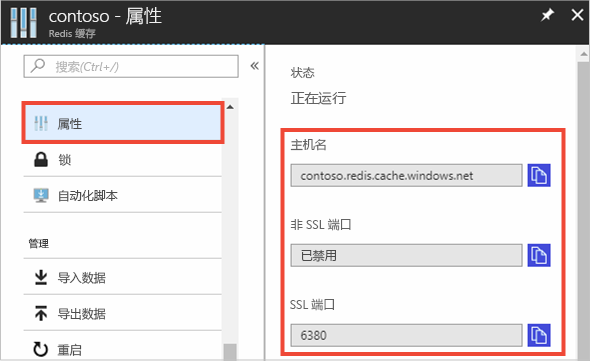 contoso - 属性
Redis 缓存
搜索(Ctrl+/)
属性
锁
自动化脚本
管理
导入数据
导出数据
重启
状态
正在运行
主机名
contoso.redis.cache.windows.net
非 SSL 端口
已禁用
SSL 端口
6380